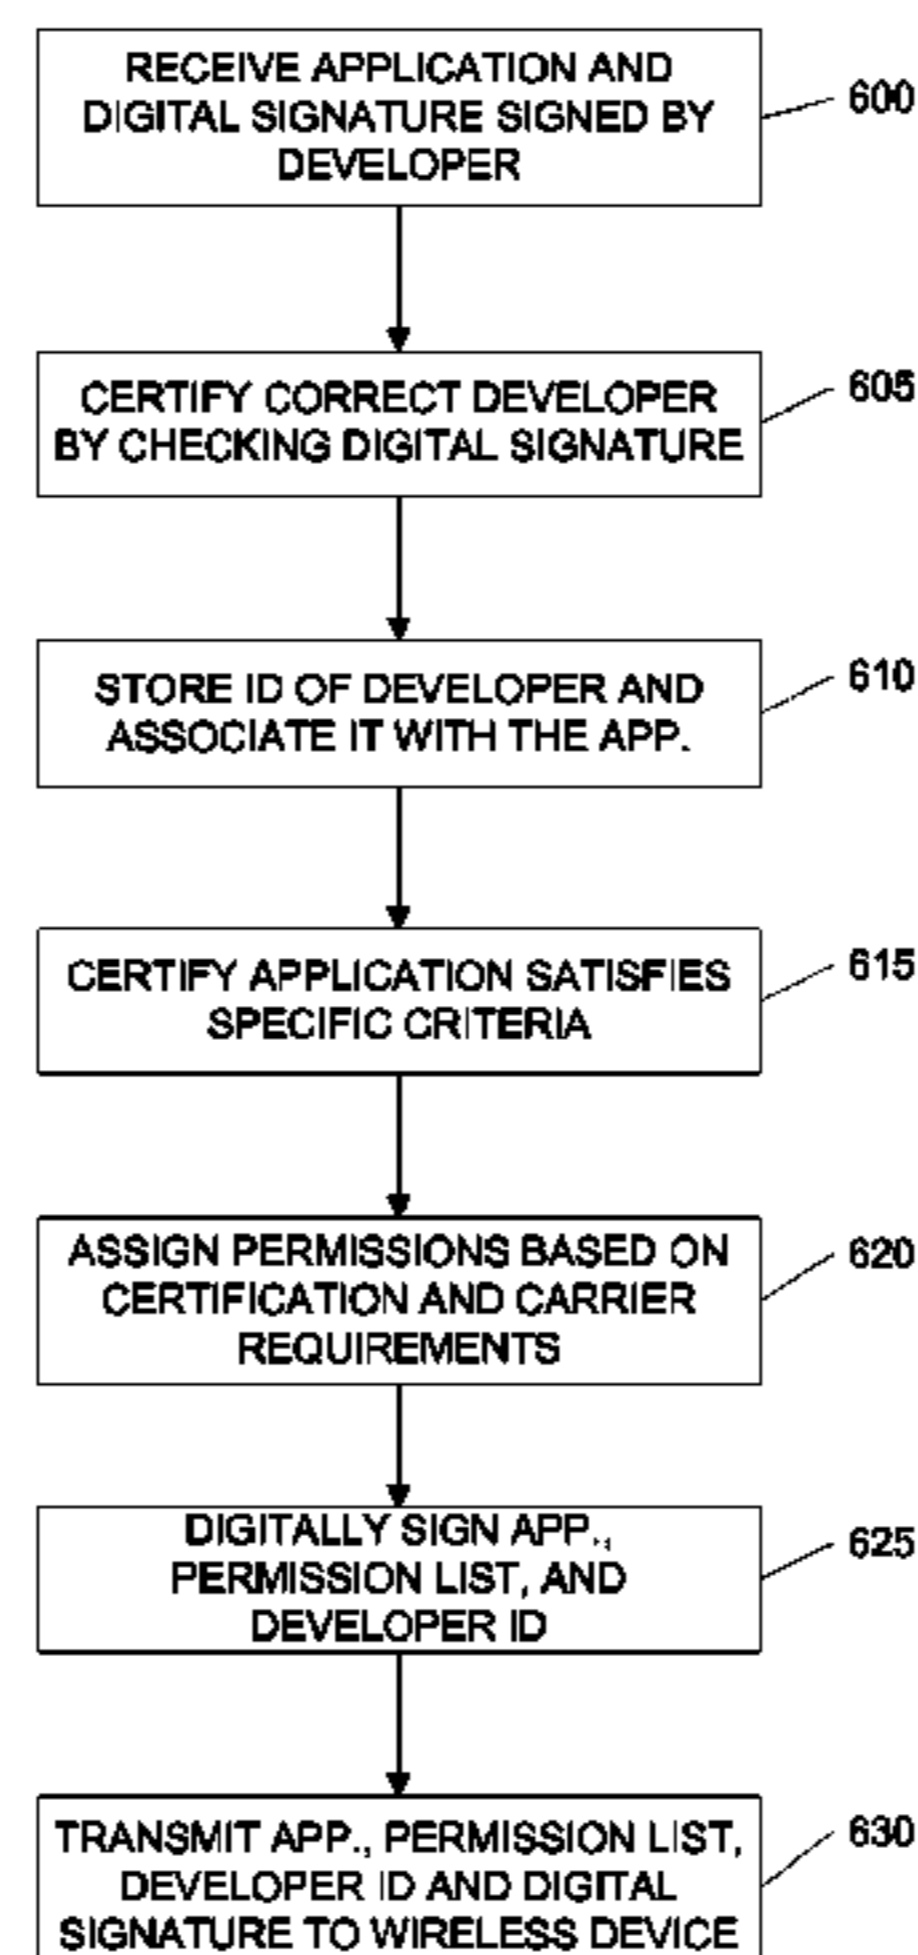 RECEIVE APPLICATION AND
DIGITAL SIGNATURE SIGNED BY
DEVELOPER
600
CERTIFY CORRECT DEVELOPER
BY CHECKING DIGITAL SIGNATURE
605
STORE ID OF DEVELOPER AND
ASSOCIATE IT WITH THE APP.
610
CERTIFY APPLICATION SATISFIES
SPECIFIC CRITERIA
615
ASSIGN PERMISSIONS BASED ON
CERTIFICATION AND CARRIER
REQUIREMENTS
620
DIGITALLY SIGN APP.,
PERMISSION LIST, AND
DEVELOPER ID
625
TRANSMIT APP., PERMISSION LIST,
DEVELOPER ID AND DIGITAL
SIGNATURE TO WIRELESS DEVICE
630